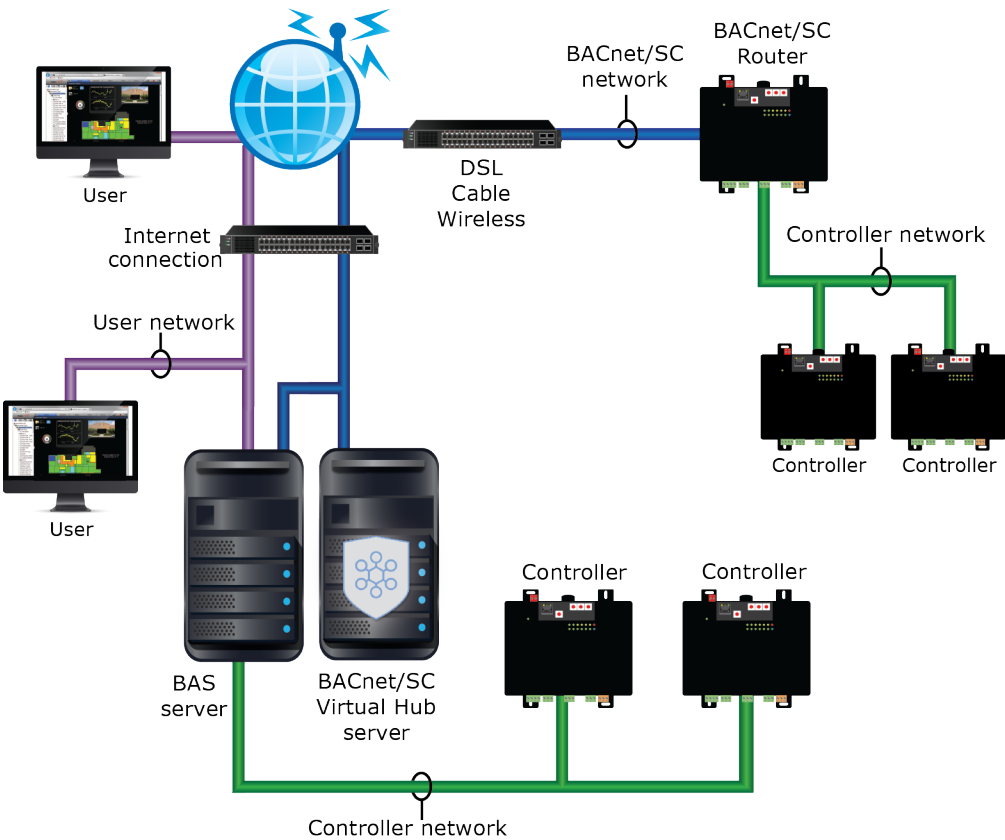 BACnet/SC
Router
BACnet/SC
network
User
DSL
Cable
Wireless
Internet
connection
Controller network
User network
Controller
Controller
User
Controller
Controller
BAS
server
BACnet/SC
Virtual Hub
server
Controller network